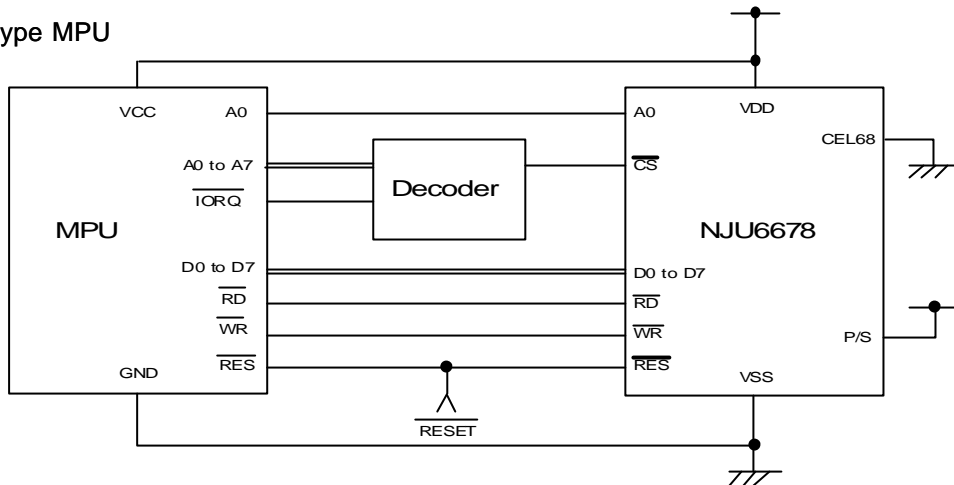 ype MPU
VCC
A0
A0 to A7
IORQ
MPU
D0 to D7
RD
WR
RES
GND
Decoder
RESET
A0
VDD
CEL68
CS
NJU6678
D0 to D7
RD
WR
P/S
RES
VSS